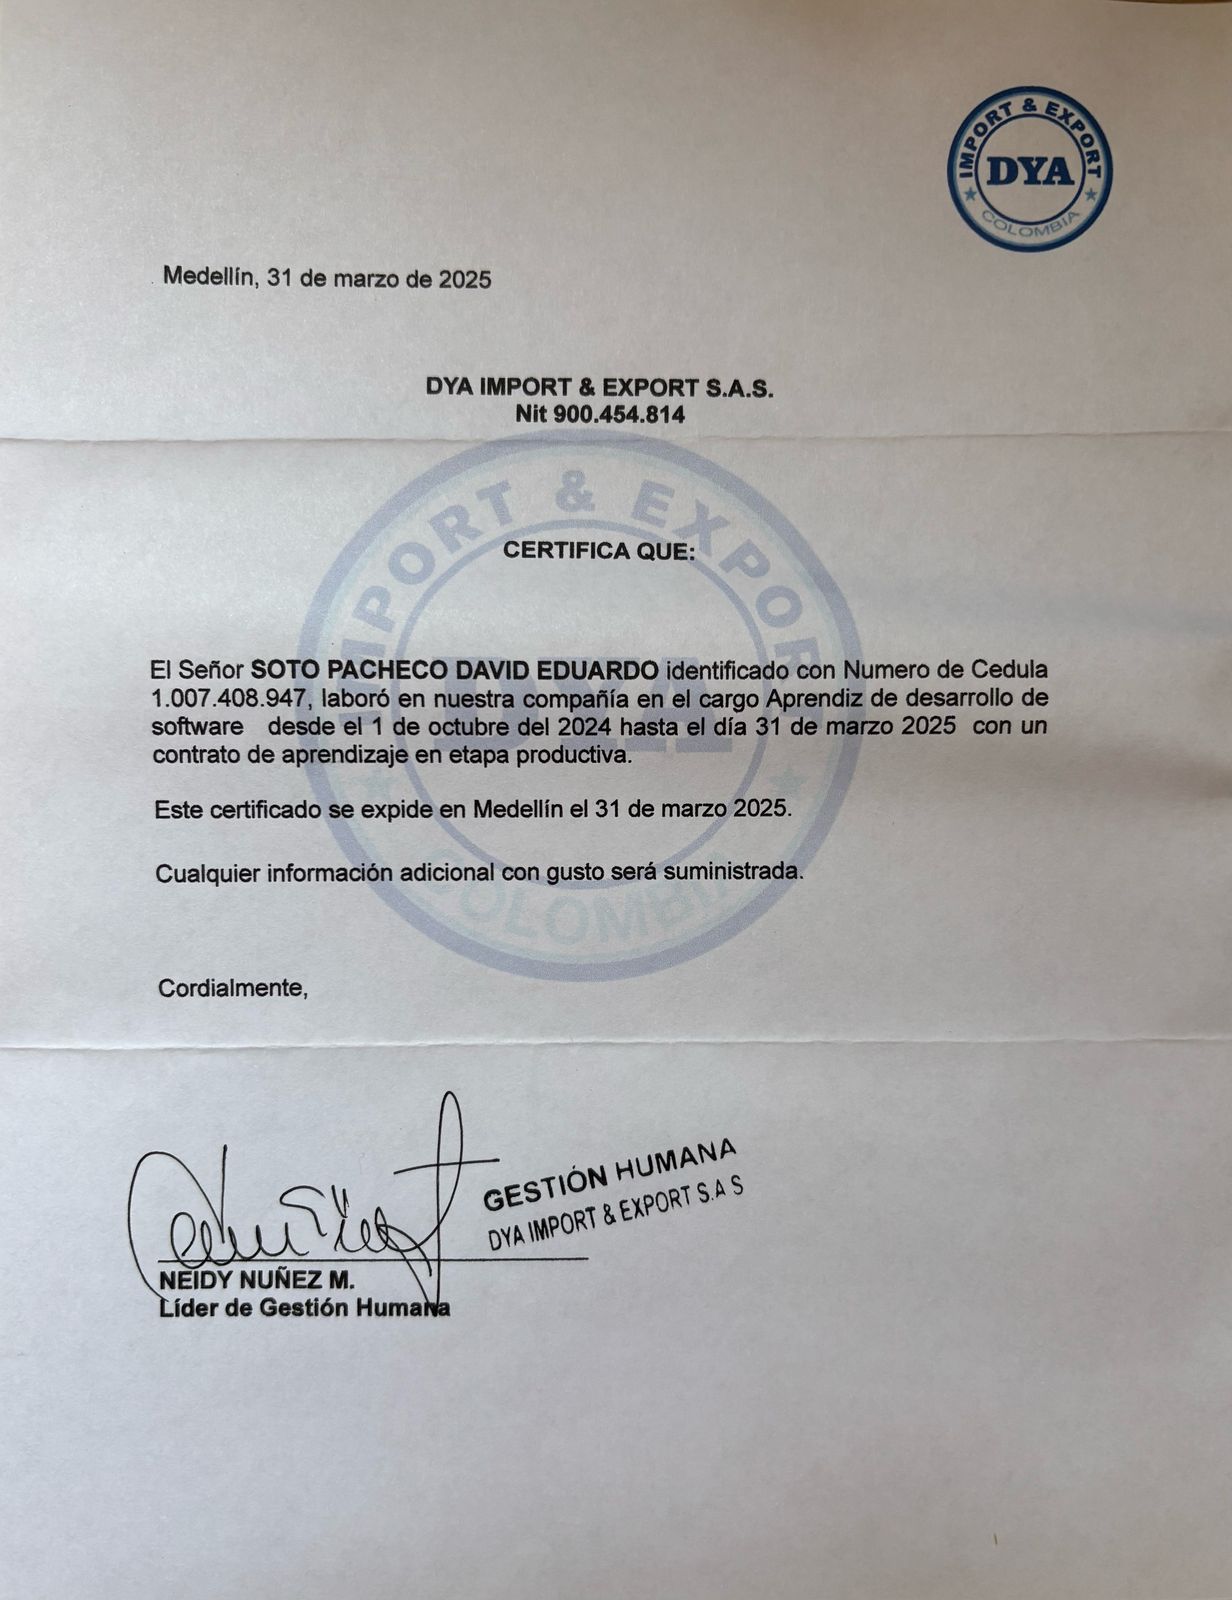 IMPORT & EXPORT
DYA
COLOMBIA
Medellín, 31 de marzo de 2025
DYA IMPORT & EXPORT S.A.S.
Nit 900.454.814
IMPORT & EXPORT
DYA
COLOMBIA
CERTIFICA QUE:
El Señor SOTO PACHECO DAVID EDUARDO identificado con Numero de Cedula
1.007.408.947, laboró en nuestra compañía en el cargo Aprendiz de desarrollo de
software desde el 1 de octubre del 2024 hasta el día 31 de marzo 2025 con un
contrato de aprendizaje en etapa productiva.
Este certificado se expide en Medellín el 31 de marzo 2025.
Cualquier información adicional con gusto será suministrada.
Cordialmente,
GESTIÓN HUMANA
DYA IMPORT & EXPORT S.A S
NEIDY NUÑEZ M.
Líder de Gestión Humana